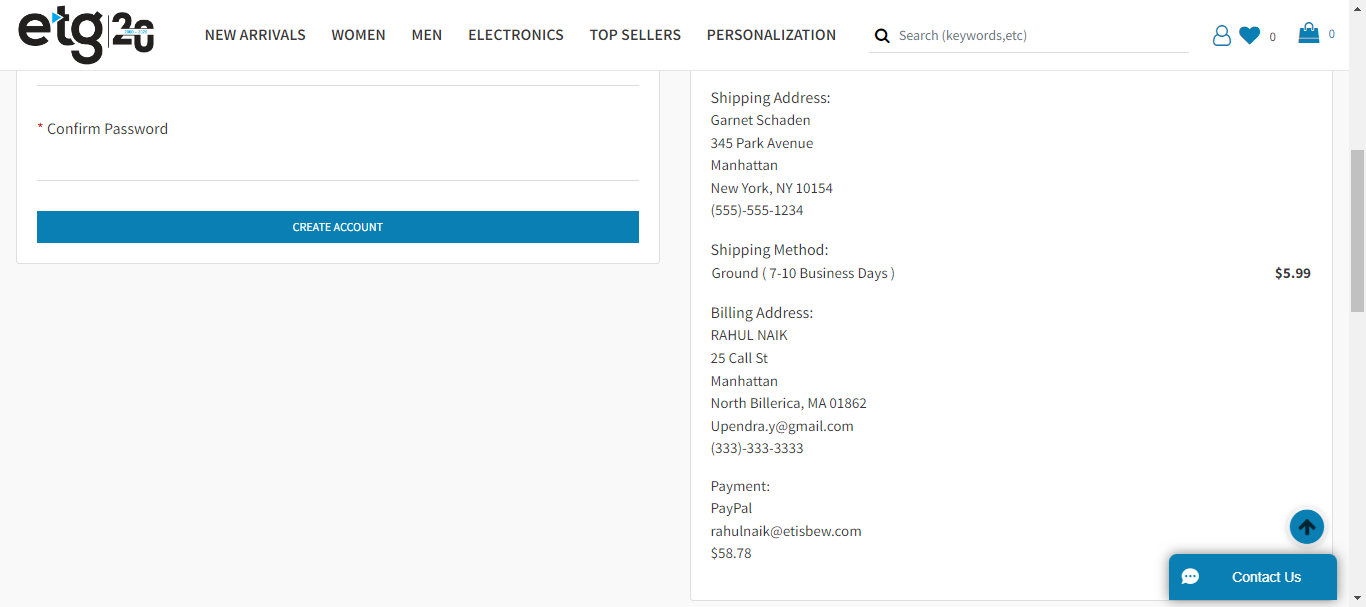 etg 20
2000 - 2020
NEW ARRIVALS WOMEN MEN ELECTRONICS TOP SELLERS PERSONALIZATION Search (keywords,etc) 0 0
* Confirm Password
CREATE ACCOUNT
Shipping Address:
Garnet Schaden
345 Park Avenue
Manhattan
New York, NY 10154
(555)-555-1234
Shipping Method:
Ground ( 7-10 Business Days ) $5.99
Billing Address:
RAHUL NAIK
25 Call St
Manhattan
North Billerica, MA 01862
Upendra.y@gmail.com
(333)-333-3333
Payment:
PayPal
rahulnaik@etisbew.com
$58.78
Contact Us